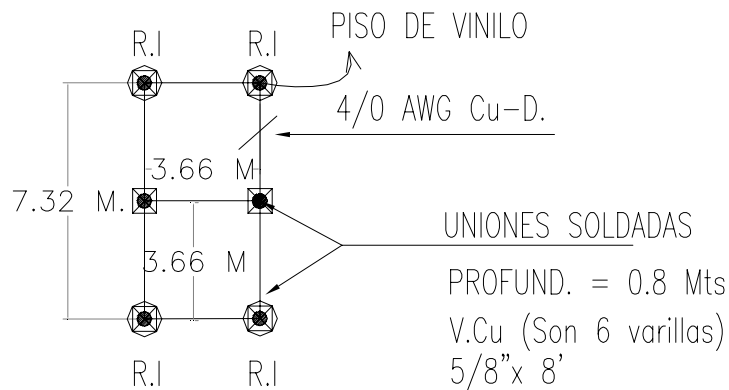 R.I R.I
PISO DE VINILO
4/0 AWG Cu-D.
3.66 M
7.32 M.
UNIONES SOLDADAS
3.66 M
PROFUND. = 0.8 Mts
V.Cu (Son 6 varillas)
5/8"x 8'
R.I R.I